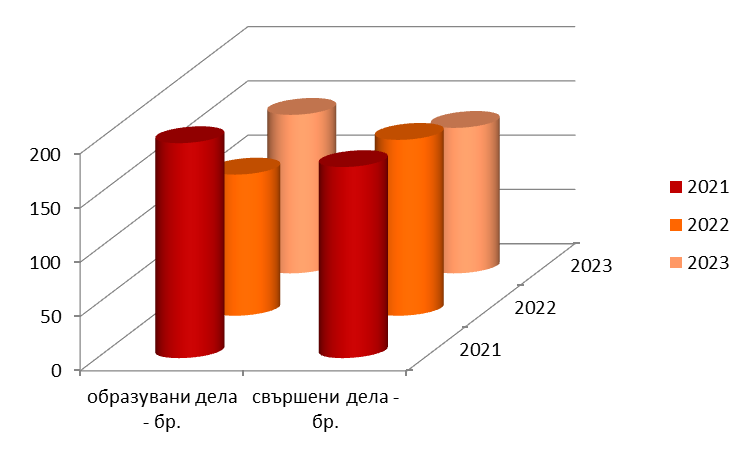 200
150
100
50
0
образувани дела
- бр.
свършени дела -
бр.
2021
2022
2023
2021
2022
2023